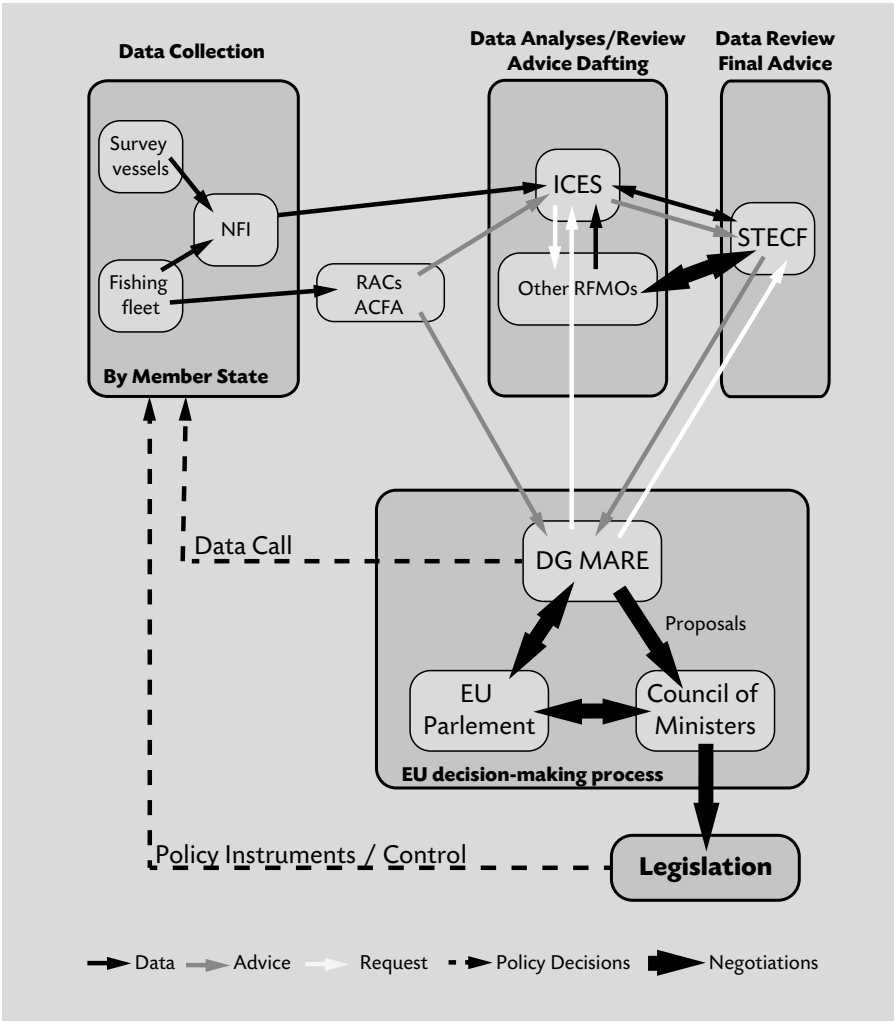 Data Collection
Data Analyses/Review
Advice Dafting
Data Review
Final Advice
Survey
vessels
NFI
Fishing
fleet
By Member State
RACs
ACFA
ICES
Other RFMOs
STECF
Data Call
DG MARE
Proposals
EU
Parlement
Council of
Ministers
EU decision-making process
Policy Instruments / Control
Legislation
Data
Advice
Request
Policy Decisions
Negotiations